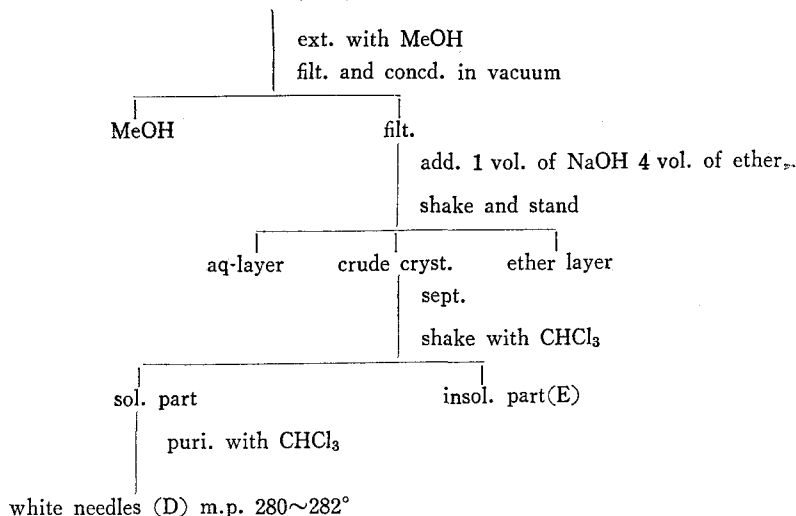 ext. with MeOH
filt. and concd. in vacuum
MeOH filt.
add. 1 vol. of NaOH 4 vol. of ether,
shake and stand
aq-layer crude cryst. ether layer
sept.
shake with CHCl₃
sol. part insol. part(E)
puri. with CHCl₃
white needles (D) m.p. 280~282°